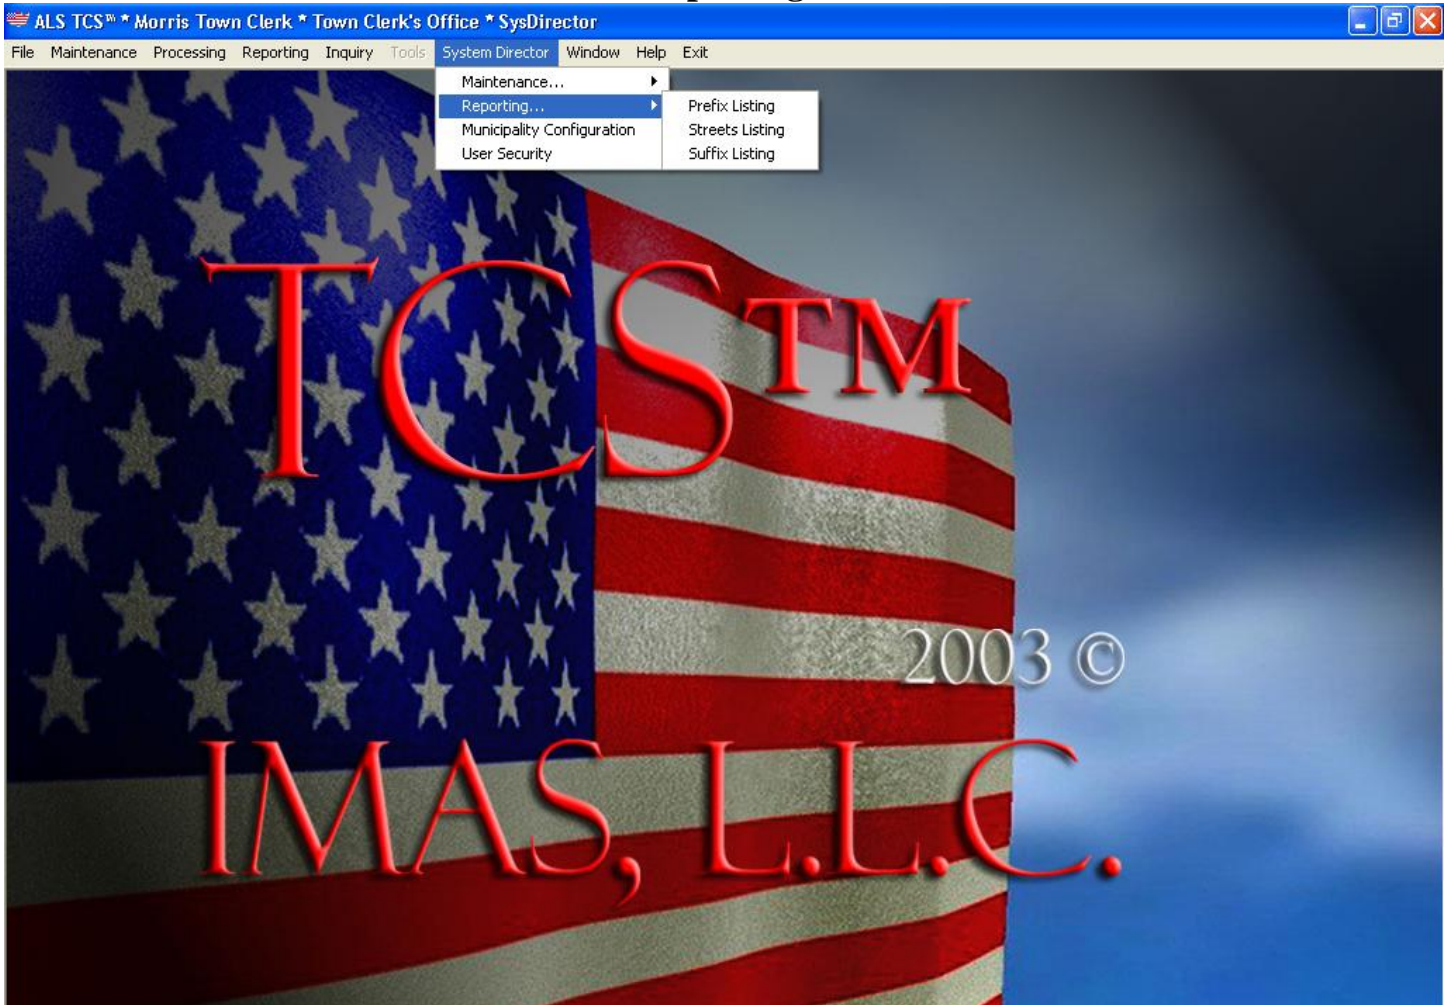 ALS TCS™ * Morris Town Clerk * Town Clerk's Office * SysDirector
File Maintenance Processing Reporting Inquiry Tools System Director Window Help Exit
Maintenance...
Reporting... Prefix Listing
Municipality Configuration Streets Listing
User Security Suffix Listing
TCS™
2003 ©
IMAS, L.L.C.